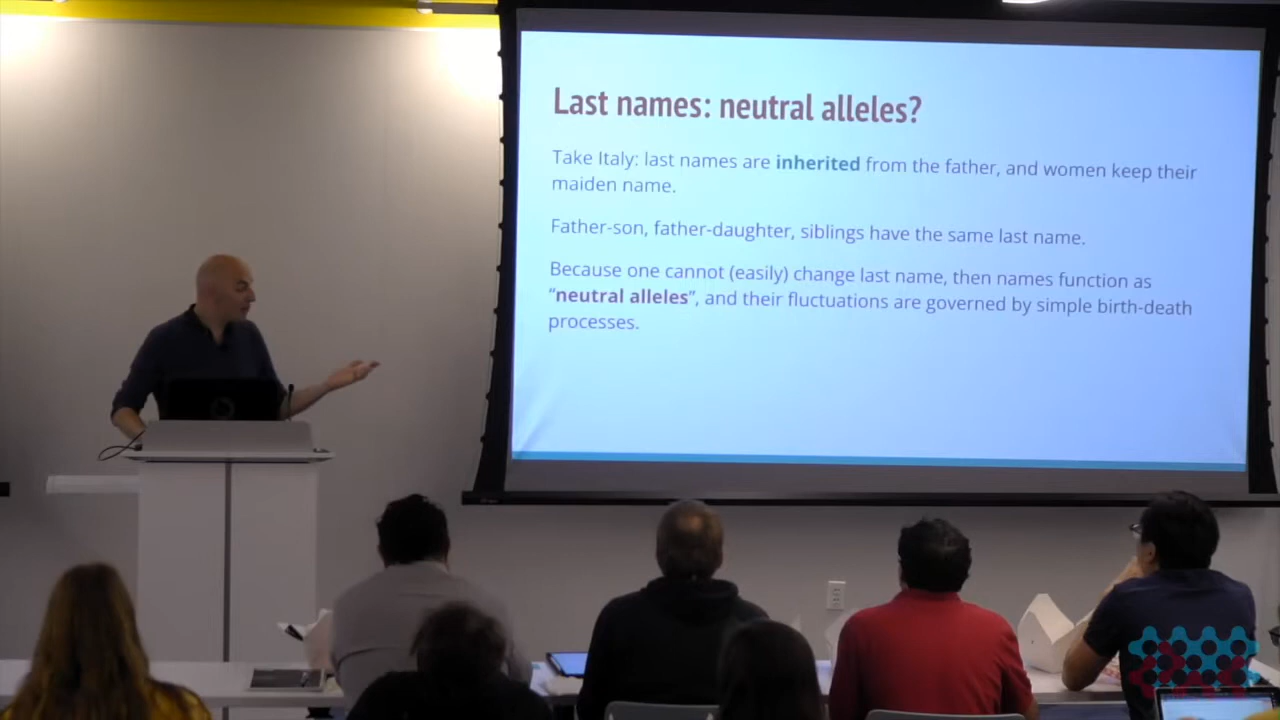 Last names: neutral alleles?
Take Italy: last names are inherited from the father, and women keep their
maiden name.
Father-son, father-daughter, siblings have the same last name.
Because one cannot (easily) change last name, then names function as
“neutral alleles”, and their fluctuations are governed by simple birth-death
processes.